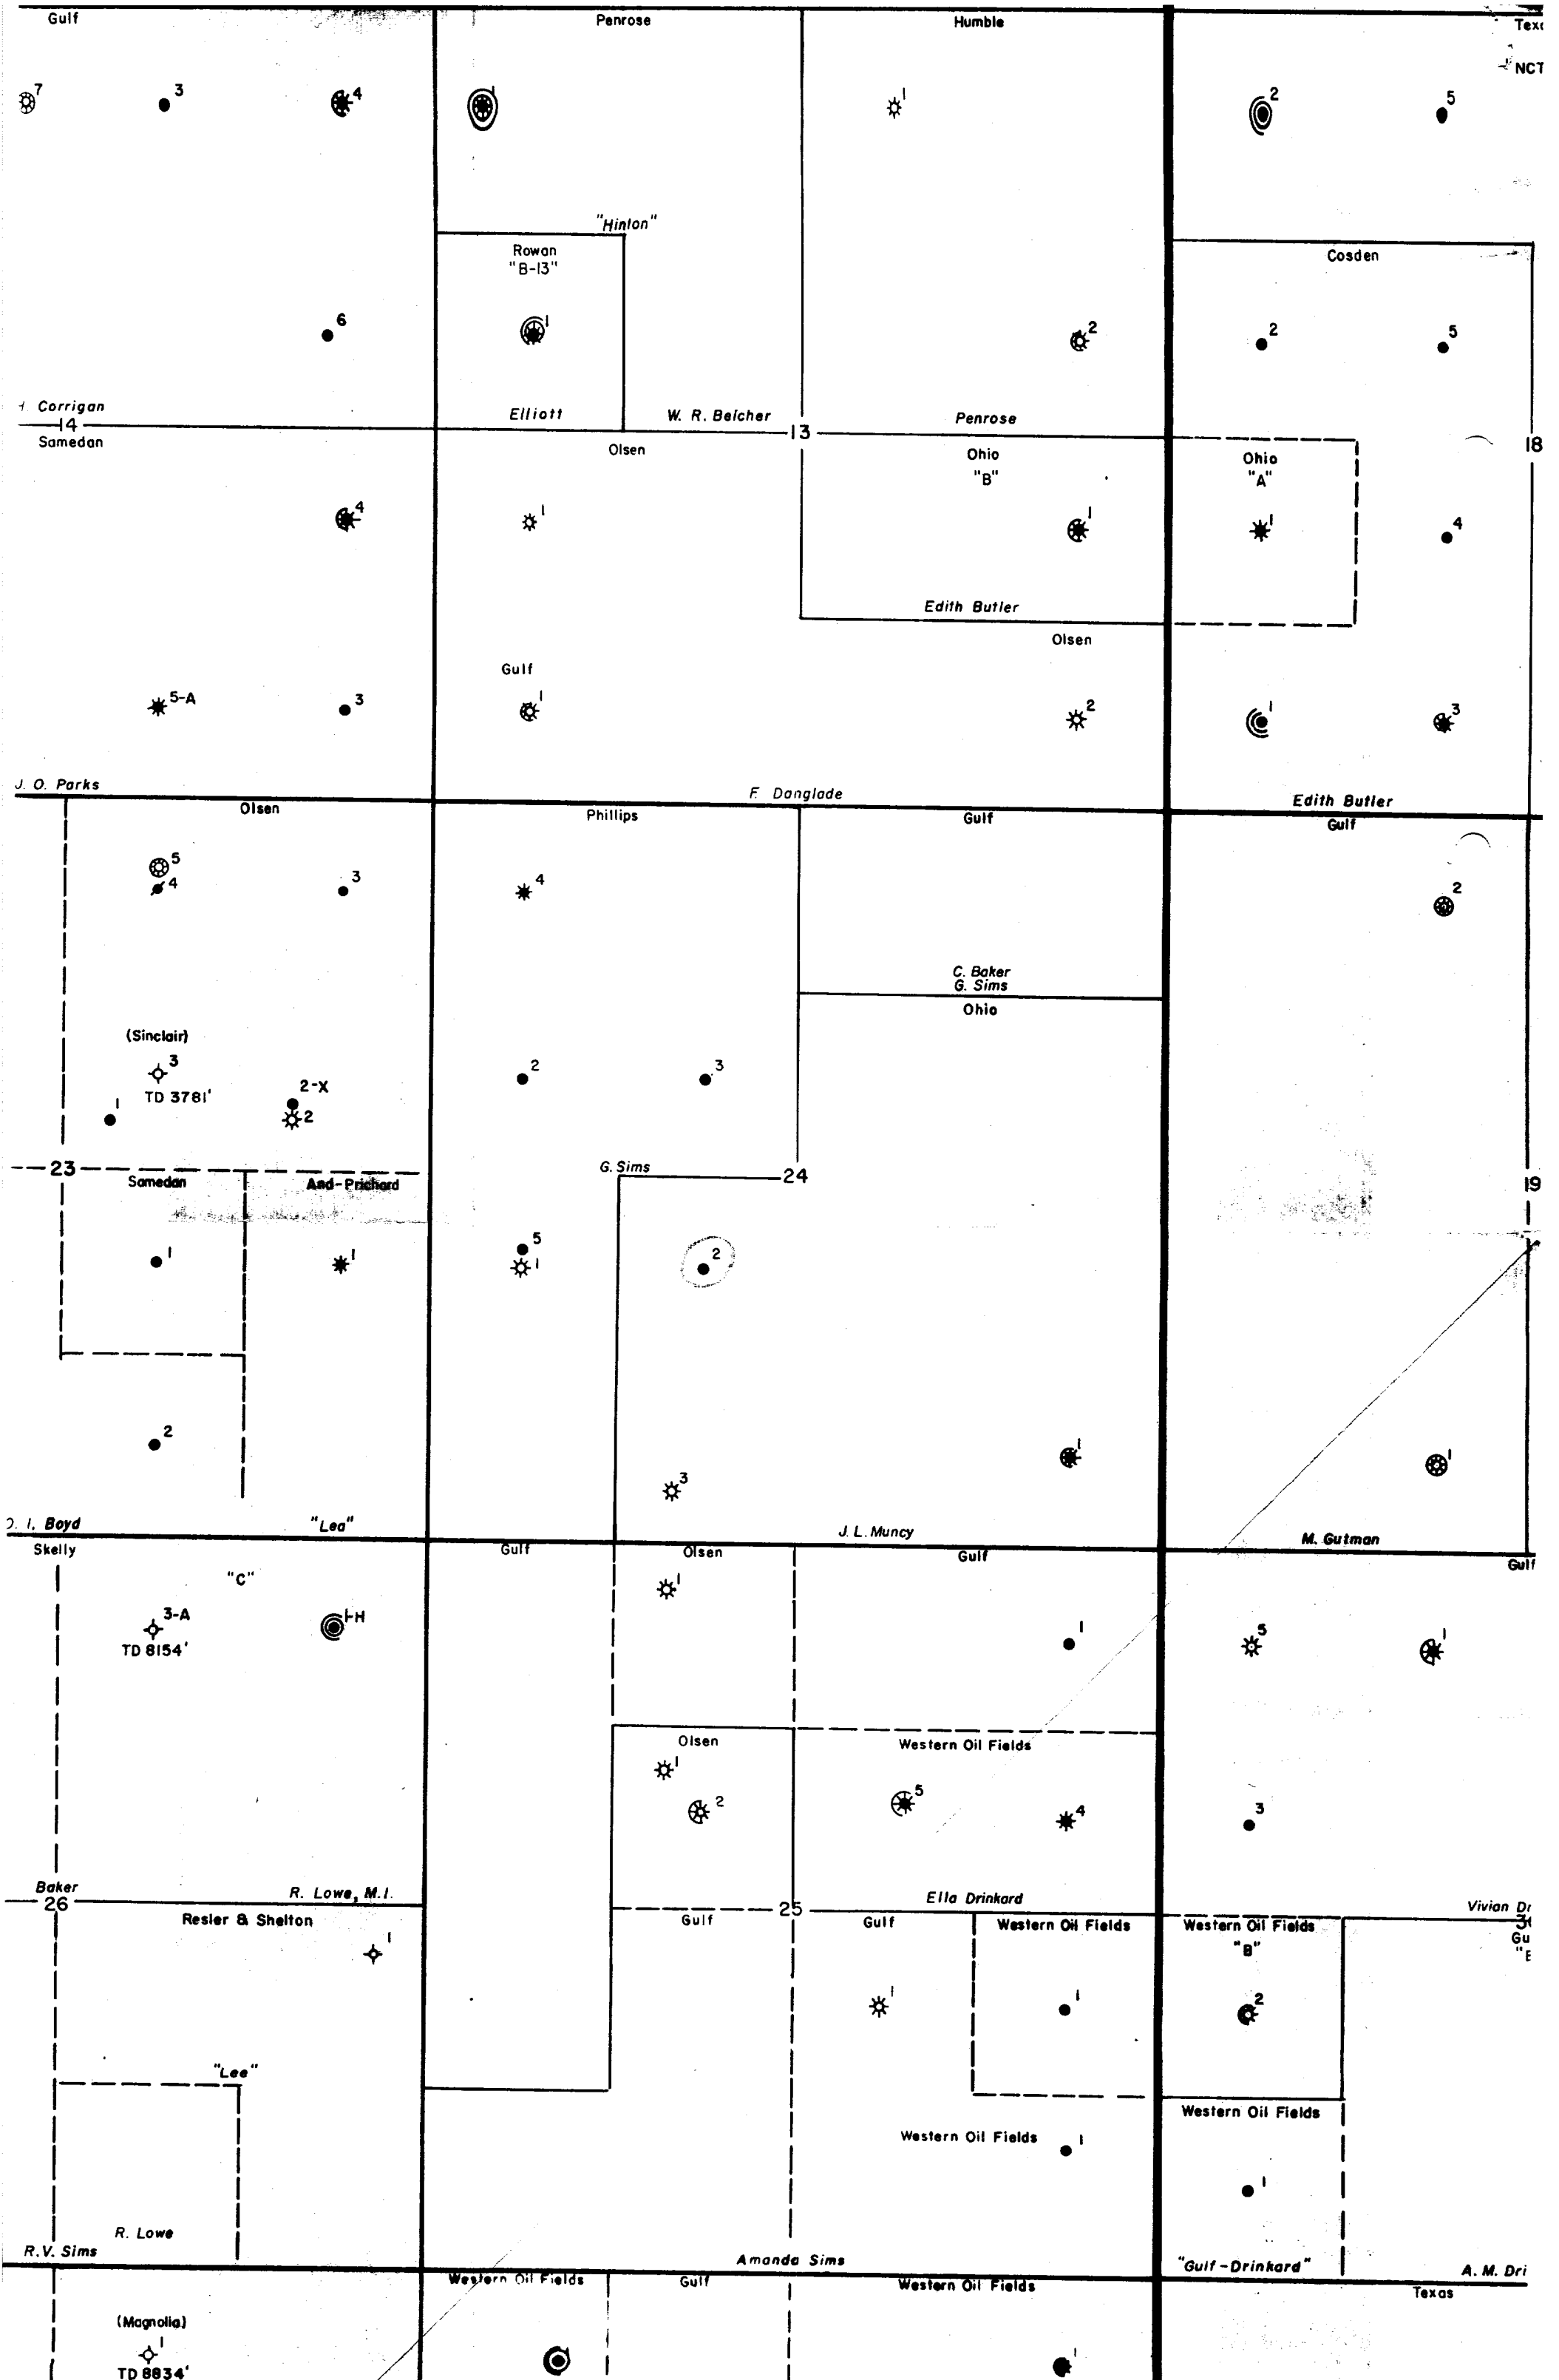 Gulf
Penrose
Humble
NCT
7
3
4
1
1
2
5
"Hinton"
Rowan
"B-13"
Cosden
6
1
2
2
5
Corrigan
Elliott
W. R. Belcher
Penrose
14
13
18
Samedan
Olsen
Ohio
"B"
Ohio
"A"
4
1
1
1
4
Edith Butler
Olsen
Gulf
5-A
3
1
2
1
3
J. O. Parks
F. Danglade
Edith Butler
Olsen
Phillips
Gulf
Gulf
5
4
3
4
2
C. Baker
G. Sims
Ohio
(Sinclair)
3
TD 3781'
1
2-X
2
2
3
23
G. Sims
24
19
Samedan
And-Prichard
1
1
5
1
2
2
3
1
1
O. I. Boyd
"Lea"
J. L. Muncy
M. Gutman
Skelly
Gulf
Olsen
Gulf
Gulf
"C"
3-A
TD 8154'
1-H
1
1
5
1
Olsen
Western Oil Fields
1
2
5
4
3
Baker
R. Lowe, M.I.
Ella Drinkard
Vivian Dr
26
25
Resler & Shelton
Gulf
Gulf
Western Oil Fields
Western Oil Fields
"B"
1
1
1
2
"Lee"
Western Oil Fields
Western Oil Fields
1
1
R. Lowe
R.V. Sims
Amanda Sims
"Gulf-Drinkard"
A. M. Dri
Western Oil Fields
Gulf
Western Oil Fields
Texas
(Magnolia)
1
TD 8834'
1